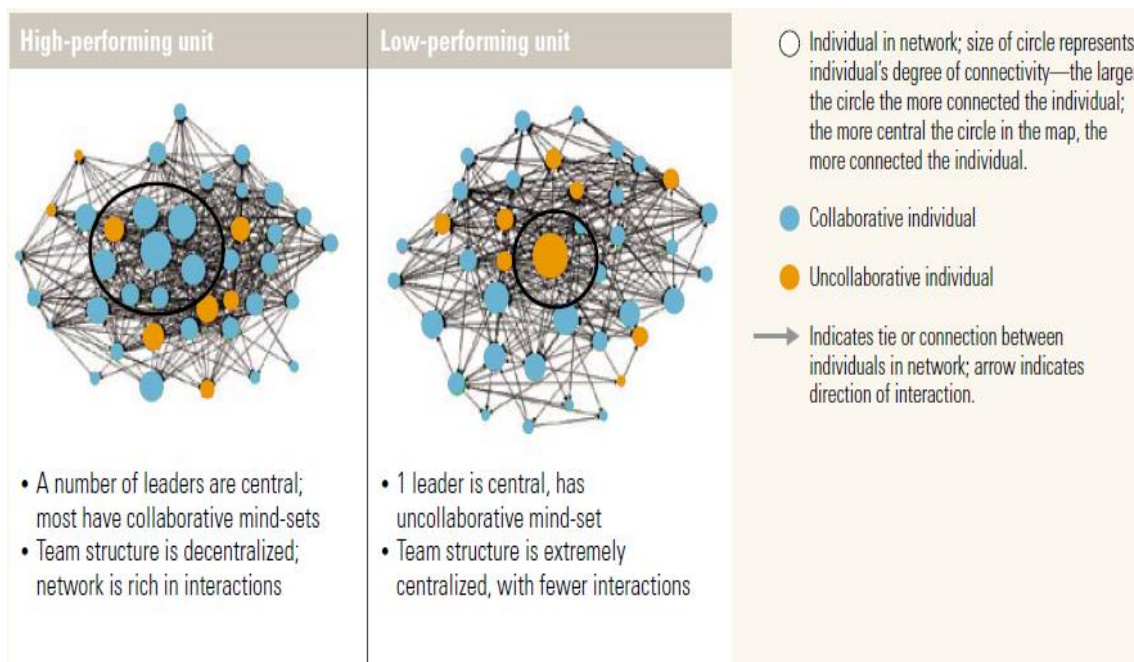 High-performing unit
Low-performing unit
Individual in network; size of circle represents
individual's degree of connectivity—the large
the circle the more connected the individual;
the more central the circle in the map, the
more connected the individual.
Collaborative individual
Uncollaborative individual
Indicates tie or connection between
individuals in network; arrow indicates
direction of interaction.
• A number of leaders are central;
most have collaborative mind-sets
• Team structure is decentralized;
network is rich in interactions
• 1 leader is central, has
uncollaborative mind-set
• Team structure is extremely
centralized, with fewer interactions